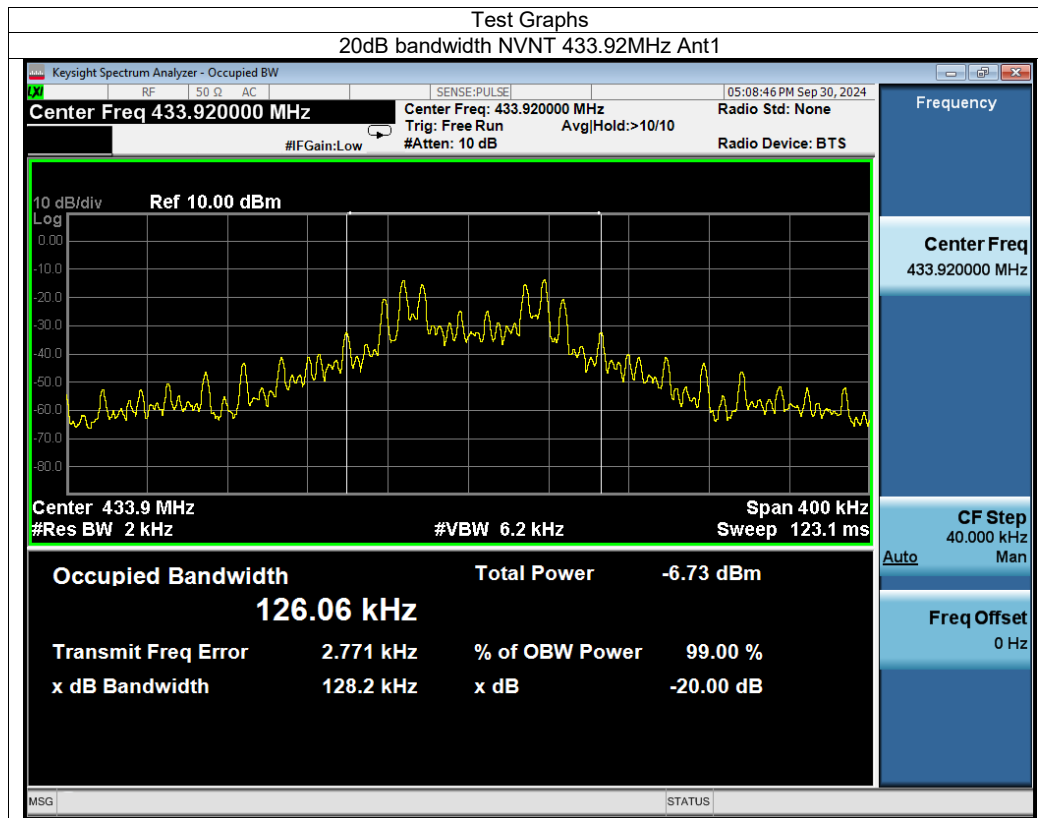 Test Graphs
20dB bandwidth NVNT 433.92MHz Ant1
Keysight Spectrum Analyzer - Occupied BW
LXI RF 50 Ω AC SENSE:PULSE 05:08:46 PM Sep 30, 2024
Center Freq 433.920000 MHz Center Freq: 433.920000 MHz Radio Std: None
Trig: Free Run Avg|Hold:>10/10
#IFGain:Low #Atten: 10 dB Radio Device: BTS
10 dB/div Ref 10.00 dBm
Log
0.00
-10.0
-20.0
-30.0
-40.0
-50.0
-60.0
-70.0
-80.0
Center 433.9 MHz Span 400 kHz
#Res BW 2 kHz #VBW 6.2 kHz Sweep 123.1 ms
Occupied Bandwidth Total Power -6.73 dBm
126.06 kHz
Transmit Freq Error 2.771 kHz % of OBW Power 99.00 %
x dB Bandwidth 128.2 kHz x dB -20.00 dB
MSG STATUS
Frequency
Center Freq
433.920000 MHz
CF Step
40.000 kHz
Auto Man
Freq Offset
0 Hz